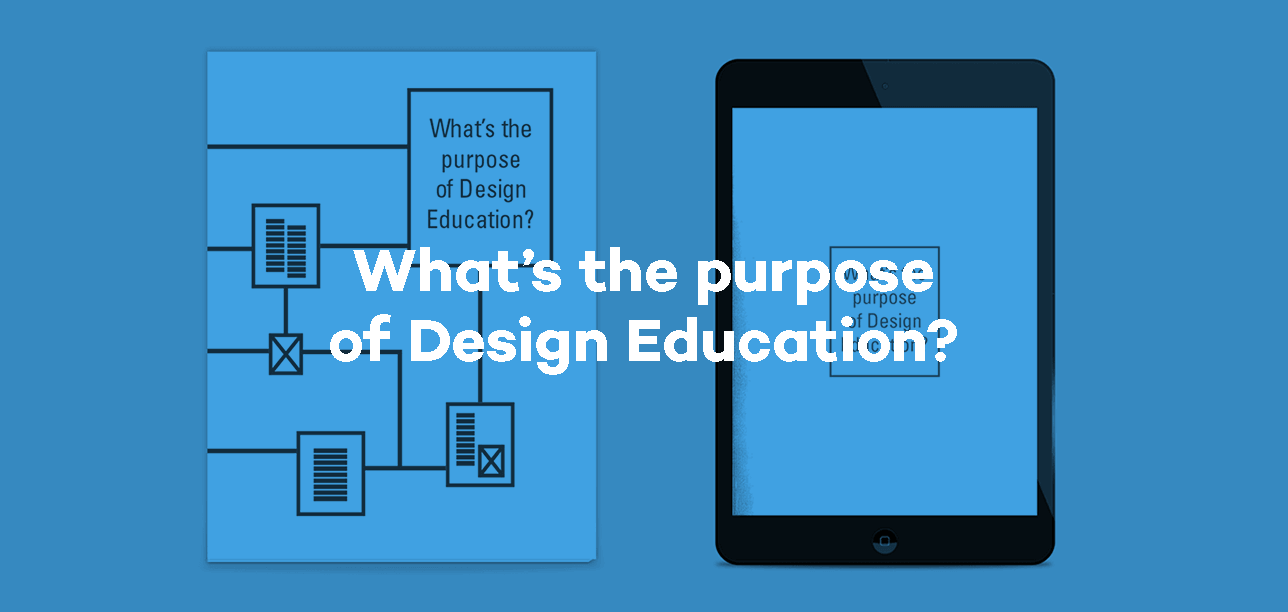 What's the
purpose
of Design
Education?
What's the purpose
of Design Education?
purpose
of Design